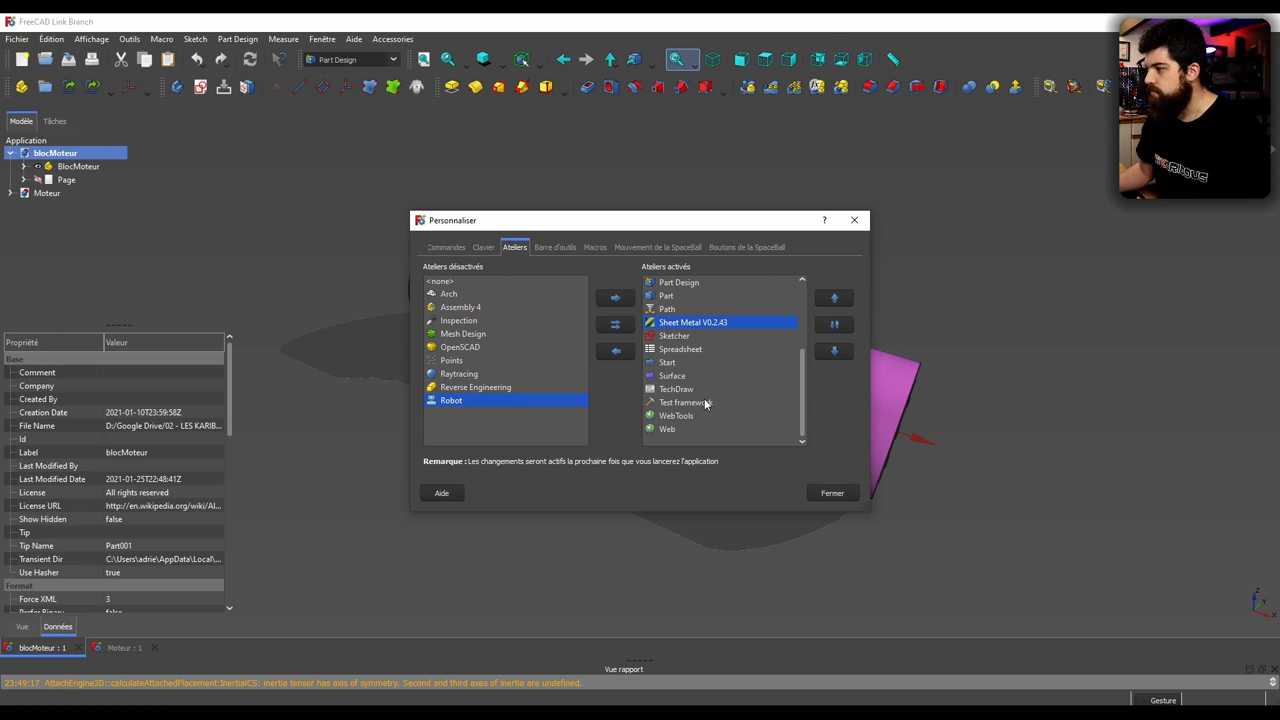 FreeCAD Link Branch
Fichier Édition Affichage Outils Macro Sketch Part Design Measure Fenêtre Aide Accessories
Part Design
Modèle Tâches
Application
blocMoteur
BlocMoteur
Page
Moteur
Propriété Valeur
Base
Comment
Company
Created By
Creation Date 2021-01-10T23:59:58Z
File Name D:/Google Drive/02 - LES KARIB...
Id
Label blocMoteur
Last Modified By
Last Modified Date 2021-01-25T22:48:41Z
License All rights reserved
License URL http://en.wikipedia.org/wiki/Al...
Show Hidden false
Tip
Tip Name Part001
Transient Dir C:\Users\adrie\AppData\Local\...
Use Hasher true
Format
Force XML 3
Prefer Binary false
Vue Données
Personnaliser
?
Commandes Clavier Ateliers Barre d'outils Macros Mouvement de la SpaceBall Boutons de la SpaceBall
Ateliers désactivés
<none>
Arch
Assembly 4
Inspection
Mesh Design
OpenSCAD
Points
Raytracing
Reverse Engineering
Robot
Ateliers activés
Part Design
Part
Path
Sheet Metal V0.2.43
Sketcher
Spreadsheet
Start
Surface
TechDraw
Test framework
WebTools
Web
Remarque : Les changements seront actifs la prochaine fois que vous lancerez l'application
Aide Fermer
Z
Y
X
blocMoteur : 1 Moteur : 1
Vue rapport
23:49:17 AttachEngine3D::calculateAttachedPlacement:InertialCS: inertia tensor has axis of symmetry. Second and third axes of inertia are undefined.
Gesture